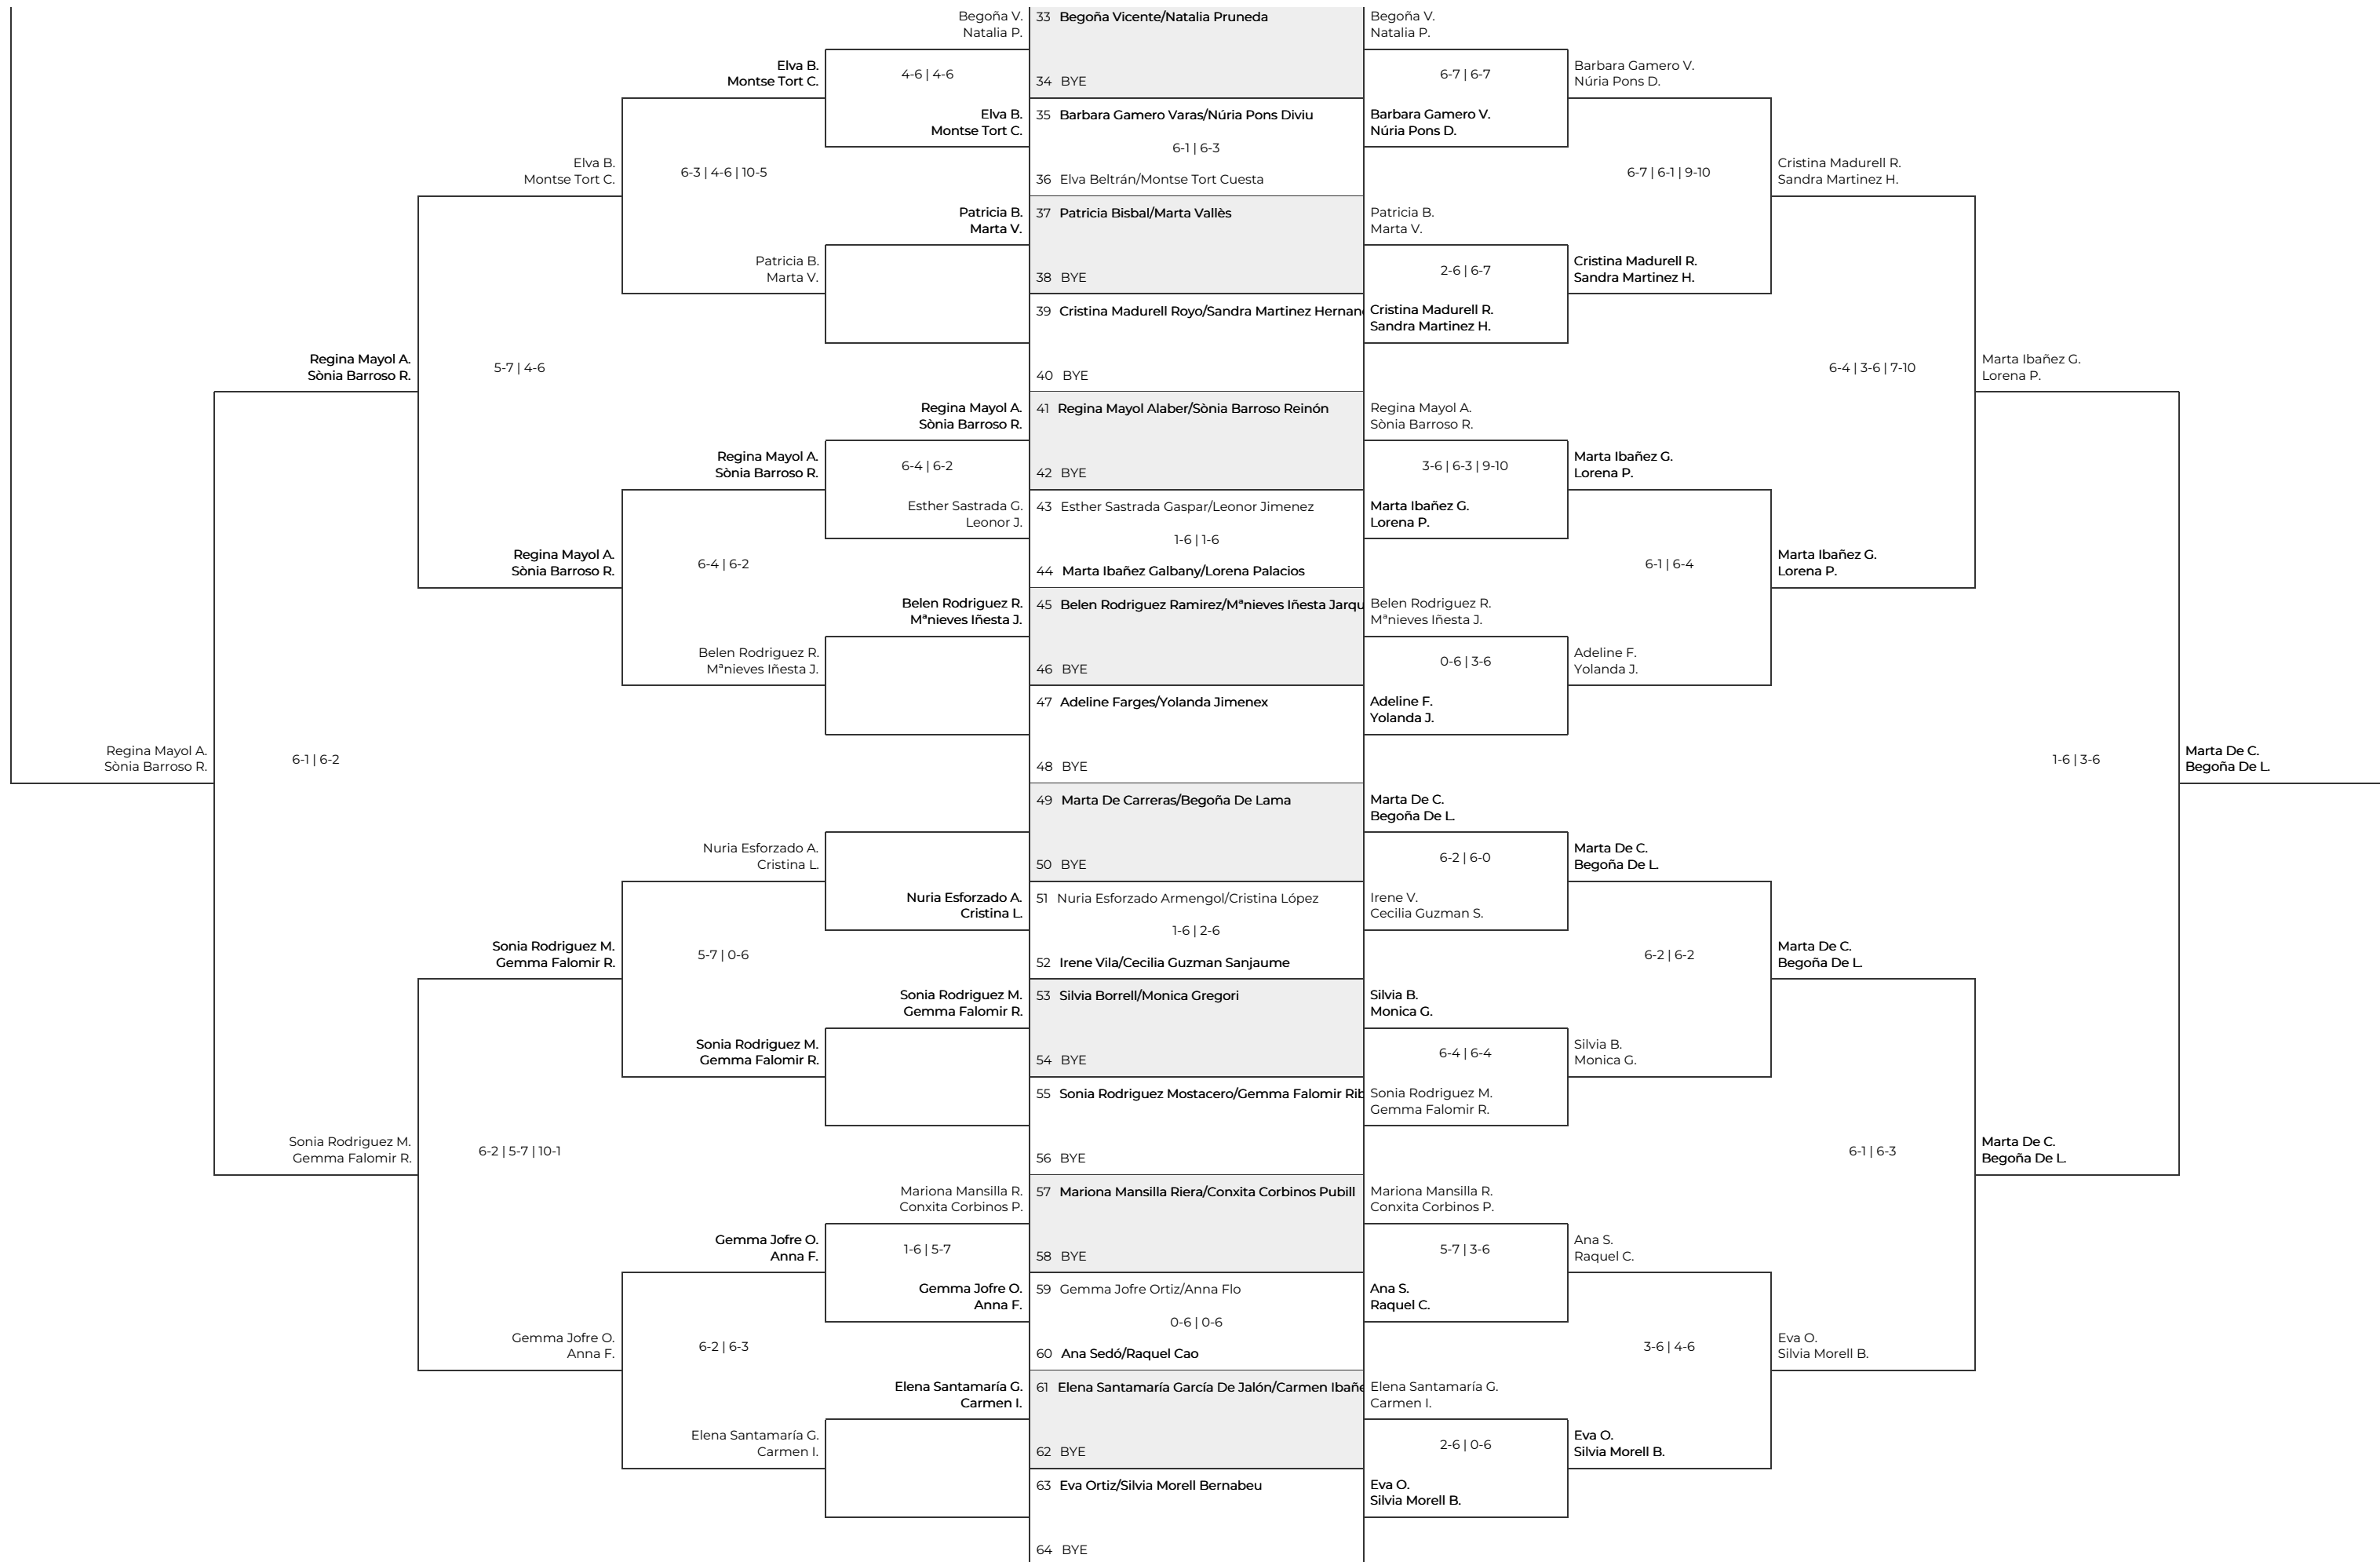 Begoña V.
Natalia P.
33 Begoña Vicente/Natalia Pruneda
Begoña V.
Natalia P.
Elva B.
Montse Tort C.
4-6 | 4-6
34 BYE
6-7 | 6-7
Barbara Gamero V.
Núria Pons D.
Elva B.
Montse Tort C.
35 Barbara Gamero Varas/Núria Pons Diviu
Barbara Gamero V.
Núria Pons D.
6-1 | 6-3
Elva B.
Montse Tort C.
6-3 | 4-6 | 10-5
36 Elva Beltrán/Montse Tort Cuesta
6-7 | 6-1 | 9-10
Cristina Madurell R.
Sandra Martinez H.
Patricia B.
Marta V.
37 Patricia Bisbal/Marta Vallès
Patricia B.
Marta V.
Patricia B.
Marta V.
38 BYE
2-6 | 6-7
Cristina Madurell R.
Sandra Martinez H.
39 Cristina Madurell Royo/Sandra Martinez Hernan
Cristina Madurell R.
Sandra Martinez H.
Regina Mayol A.
Sònia Barroso R.
5-7 | 4-6
40 BYE
6-4 | 3-6 | 7-10
Marta Ibañez G.
Lorena P.
Regina Mayol A.
Sònia Barroso R.
41 Regina Mayol Alaber/Sònia Barroso Reinón
Regina Mayol A.
Sònia Barroso R.
Regina Mayol A.
Sònia Barroso R.
6-4 | 6-2
42 BYE
3-6 | 6-3 | 9-10
Marta Ibañez G.
Lorena P.
Esther Sastrada G.
Leonor J.
43 Esther Sastrada Gaspar/Leonor Jimenez
Marta Ibañez G.
Lorena P.
1-6 | 1-6
Regina Mayol A.
Sònia Barroso R.
6-4 | 6-2
44 Marta Ibañez Galbany/Lorena Palacios
6-1 | 6-4
Marta Ibañez G.
Lorena P.
Belen Rodriguez R.
Mªnieves Iñesta J.
45 Belen Rodriguez Ramirez/Mªnieves Iñesta Jarqu
Belen Rodriguez R.
Mªnieves Iñesta J.
Belen Rodriguez R.
Mªnieves Iñesta J.
46 BYE
0-6 | 3-6
Adeline F.
Yolanda J.
47 Adeline Farges/Yolanda Jimenex
Adeline F.
Yolanda J.
Regina Mayol A.
Sònia Barroso R.
6-1 | 6-2
48 BYE
1-6 | 3-6
Marta De C.
Begoña De L.
49 Marta De Carreras/Begoña De Lama
Marta De C.
Begoña De L.
Nuria Esforzado A.
Cristina L.
50 BYE
6-2 | 6-0
Marta De C.
Begoña De L.
Nuria Esforzado A.
Cristina L.
51 Nuria Esforzado Armengol/Cristina López
Irene V.
Cecilia Guzman S.
1-6 | 2-6
Sonia Rodriguez M.
Gemma Falomir R.
5-7 | 0-6
52 Irene Vila/Cecilia Guzman Sanjaume
6-2 | 6-2
Marta De C.
Begoña De L.
Sonia Rodriguez M.
Gemma Falomir R.
53 Silvia Borrell/Monica Gregori
Silvia B.
Monica G.
Sonia Rodriguez M.
Gemma Falomir R.
54 BYE
6-4 | 6-4
Silvia B.
Monica G.
55 Sonia Rodriguez Mostacero/Gemma Falomir Rib
Sonia Rodriguez M.
Gemma Falomir R.
Sonia Rodriguez M.
Gemma Falomir R.
6-2 | 5-7 | 10-1
56 BYE
6-1 | 6-3
Marta De C.
Begoña De L.
Mariona Mansilla R.
Conxita Corbinos P.
57 Mariona Mansilla Riera/Conxita Corbinos Pubill
Mariona Mansilla R.
Conxita Corbinos P.
Gemma Jofre O.
Anna F.
1-6 | 5-7
58 BYE
5-7 | 3-6
Ana S.
Raquel C.
Gemma Jofre O.
Anna F.
59 Gemma Jofre Ortiz/Anna Flo
Ana S.
Raquel C.
0-6 | 0-6
Gemma Jofre O.
Anna F.
6-2 | 6-3
60 Ana Sedó/Raquel Cao
3-6 | 4-6
Eva O.
Silvia Morell B.
Elena Santamaría G.
Carmen I.
61 Elena Santamaría García De Jalón/Carmen Ibañe
Elena Santamaría G.
Carmen I.
Elena Santamaría G.
Carmen I.
62 BYE
2-6 | 0-6
Eva O.
Silvia Morell B.
63 Eva Ortiz/Silvia Morell Bernabeu
Eva O.
Silvia Morell B.
64 BYE